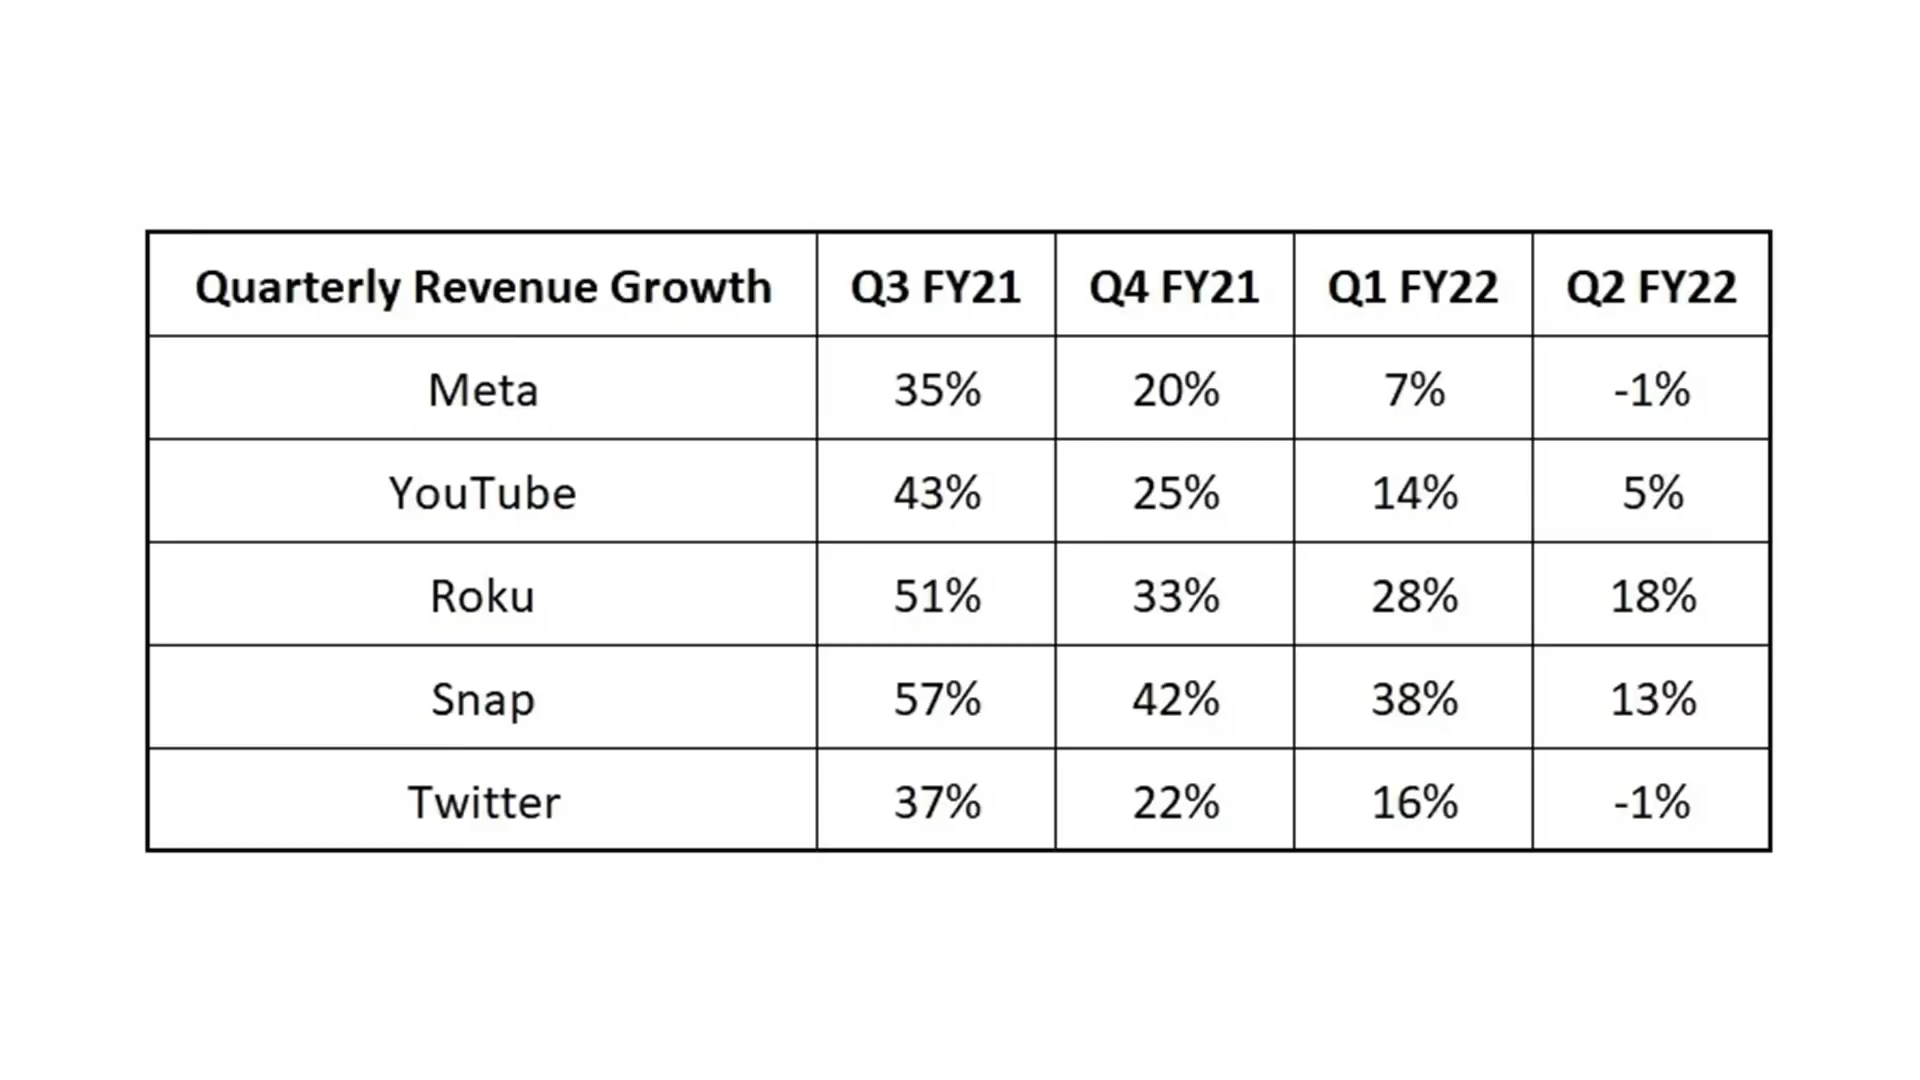 Quarterly Revenue Growth Q3 FY21 Q4 FY21 Q1 FY22 Q2 FY22
Meta 35% 20% 7% -1%
YouTube 43% 25% 14% 5%
Roku 51% 33% 28% 18%
Snap 57% 42% 38% 13%
Twitter 37% 22% 16% -1%